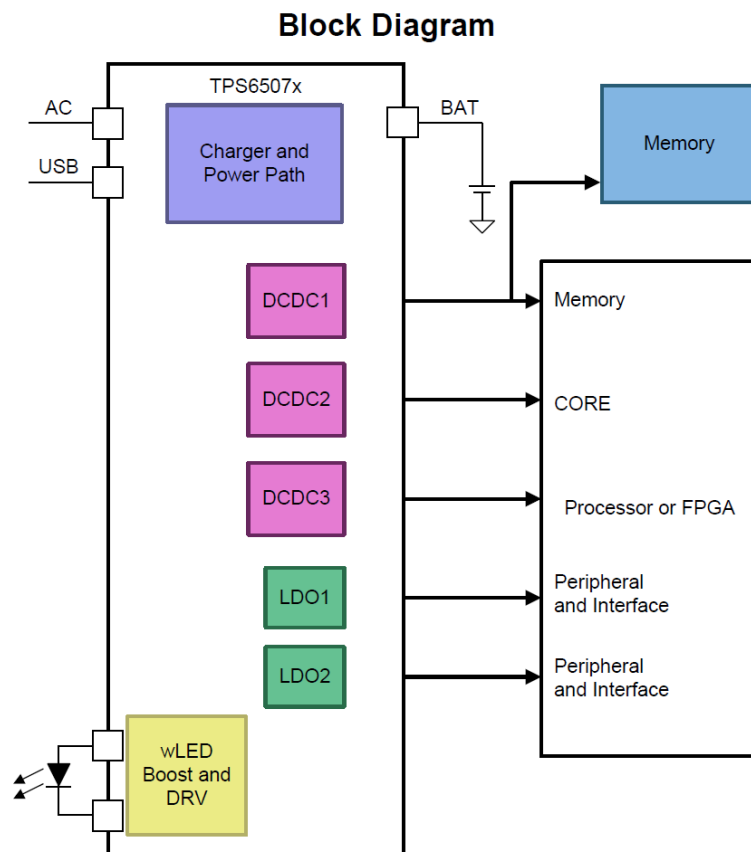 Block Diagram
TPS6507x
AC
USB
Charger and
Power Path
BAT
Memory
DCDC1
Memory
DCDC2
CORE
DCDC3
Processor or FPGA
LDO1
Peripheral
and Interface
LDO2
Peripheral
and Interface
wLED
Boost and
DRV